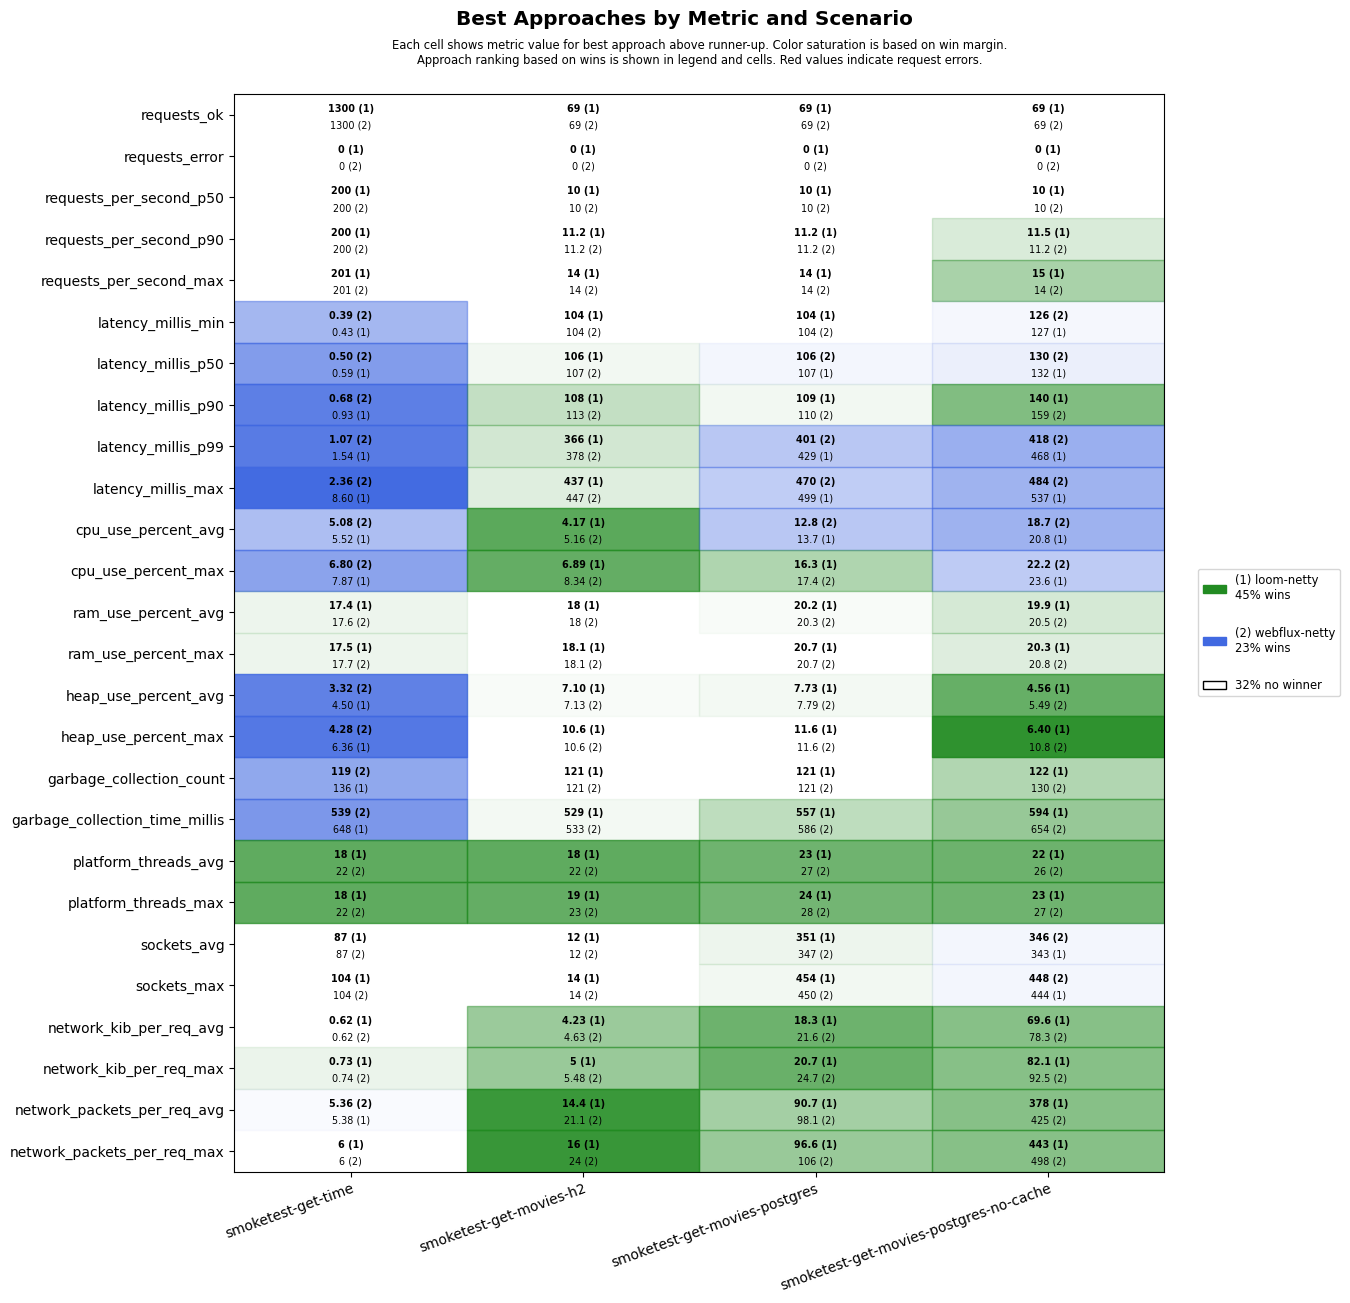 Best Approaches by Metric and Scenario
Each cell shows metric value for best approach above runner-up. Color saturation is based on win margin.
Approach ranking based on wins is shown in legend and cells. Red values indicate request errors.
requests_ok
1300 (1) 69 (1) 69 (1) 69 (1)
1300 (2) 69 (2) 69 (2) 69 (2)
requests_error
0 (1) 0 (1) 0 (1) 0 (1)
0 (2) 0 (2) 0 (2) 0 (2)
requests_per_second_p50
200 (1) 10 (1) 10 (1) 10 (1)
200 (2) 10 (2) 10 (2) 10 (2)
requests_per_second_p90
200 (1) 11.2 (1) 11.2 (1) 11.5 (1)
200 (2) 11.2 (2) 11.2 (2) 11.2 (2)
requests_per_second_max
201 (1) 14 (1) 14 (1) 15 (1)
201 (2) 14 (2) 14 (2) 14 (2)
latency_millis_min
0.39 (2) 104 (1) 104 (1) 126 (2)
0.43 (1) 104 (2) 104 (2) 127 (1)
latency_millis_p50
0.50 (2) 106 (1) 106 (2) 130 (2)
0.59 (1) 107 (2) 107 (1) 132 (1)
latency_millis_p90
0.68 (2) 108 (1) 109 (1) 140 (1)
0.93 (1) 113 (2) 110 (2) 159 (2)
latency_millis_p99
1.07 (2) 366 (1) 401 (2) 418 (2)
1.54 (1) 378 (2) 429 (1) 468 (1)
latency_millis_max
2.36 (2) 437 (1) 470 (2) 484 (2)
8.60 (1) 447 (2) 499 (1) 537 (1)
cpu_use_percent_avg
5.08 (2) 4.17 (1) 12.8 (2) 18.7 (2)
5.52 (1) 5.16 (2) 13.7 (1) 20.8 (1)
cpu_use_percent_max
6.80 (2) 6.89 (1) 16.3 (1) 22.2 (2)
7.87 (1) 8.34 (2) 17.4 (2) 23.6 (1)
ram_use_percent_avg
17.4 (1) 18 (1) 20.2 (1) 19.9 (1)
17.6 (2) 18 (2) 20.3 (2) 20.5 (2)
ram_use_percent_max
17.5 (1) 18.1 (1) 20.7 (1) 20.3 (1)
17.7 (2) 18.1 (2) 20.7 (2) 20.8 (2)
heap_use_percent_avg
3.32 (2) 7.10 (1) 7.73 (1) 4.56 (1)
4.50 (1) 7.13 (2) 7.79 (2) 5.49 (2)
heap_use_percent_max
4.28 (2) 10.6 (1) 11.6 (1) 6.40 (1)
6.36 (1) 10.6 (2) 11.6 (2) 10.8 (2)
garbage_collection_count
119 (2) 121 (1) 121 (1) 122 (1)
136 (1) 121 (2) 121 (2) 130 (2)
garbage_collection_time_millis
539 (2) 529 (1) 557 (1) 594 (1)
648 (1) 533 (2) 586 (2) 654 (2)
platform_threads_avg
18 (1) 18 (1) 23 (1) 22 (1)
22 (2) 22 (2) 27 (2) 26 (2)
platform_threads_max
18 (1) 19 (1) 24 (1) 23 (1)
22 (2) 23 (2) 28 (2) 27 (2)
sockets_avg
87 (1) 12 (1) 351 (1) 346 (2)
87 (2) 12 (2) 347 (2) 343 (1)
sockets_max
104 (1) 14 (1) 454 (1) 448 (2)
104 (2) 14 (2) 450 (2) 444 (1)
network_kib_per_req_avg
0.62 (1) 4.23 (1) 18.3 (1) 69.6 (1)
0.62 (2) 4.63 (2) 21.6 (2) 78.3 (2)
network_kib_per_req_max
0.73 (1) 5 (1) 20.7 (1) 82.1 (1)
0.74 (2) 5.48 (2) 24.7 (2) 92.5 (2)
network_packets_per_req_avg
5.36 (2) 14.4 (1) 90.7 (1) 378 (1)
5.38 (1) 21.1 (2) 98.1 (2) 425 (2)
network_packets_per_req_max
6 (1) 16 (1) 96.6 (1) 443 (1)
6 (2) 24 (2) 106 (2) 498 (2)
smoketest-get-time
smoketest-get-movies-h2
smoketest-get-movies-postgres
smoketest-get-movies-postgres-no-cache
(1) loom-netty
45% wins
(2) webflux-netty
23% wins
32% no winner